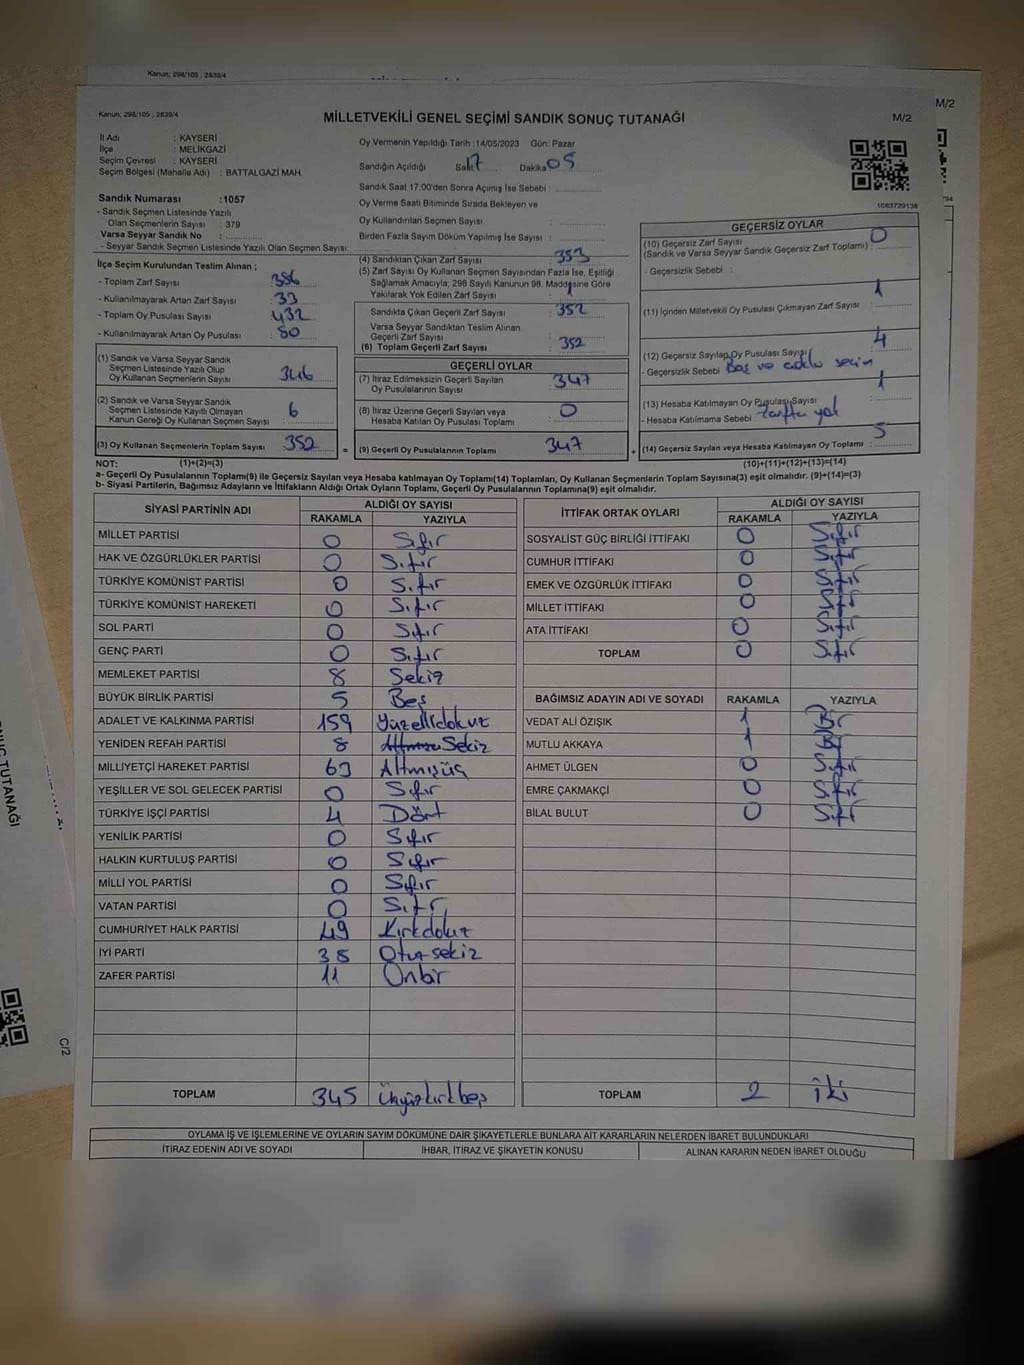 Kanun, 298/105 , 2839/4
M/2
Kanun, 298/105 , 2839/4
MİLLETVEKİLİ GENEL SEÇİMİ SANDIK SONUÇ TUTANAĞI
M/2
İl Adı : KAYSERİ
İlçe : MELİKGAZİ
Seçim Çevresi : KAYSERİ
Seçim Bölgesi (Mahalle Adı) : BATTALGAZİ MAH.
Oy Vermenin Yapıldığı Tarih :14/05/2023 Gün: Pazar
Sandığın Açıldığı Saat 17 Dakika 05
Sandık Saat 17:00'den Sonra Açımış İse Sebebi :
Oy Verme Saati Bitiminde Sırada Bekleyen ve
Oy Kullandırılan Seçmen Sayısı :
Birden Fazla Sayım Döküm Yapılmış İse Sayısı :
1083729138
Sandık Numarası :1057
- Sandık Seçmen Listesinde Yazılı
Olan Seçmenlerin Sayısı : 379
Varsa Seyyar Sandık No :
- Seyyar Sandık Seçmen Listesinde Yazılı Olan Seçmen Sayısı:
İlçe Seçim Kurulundan Teslim Alınan ;
- Toplam Zarf Sayısı : 386
- Kullanılmayarak Artan Zarf Sayısı : 33
- Toplam Oy Pusulası Sayısı : 432
- Kullanılmayarak Artan Oy Pusulası : 80
(1) Sandık ve Varsa Seyyar Sandık
Seçmen Listesinde Yazılı Olup
Oy Kullanan Seçmenlerin Sayısı 346
(2) Sandık ve Varsa Seyyar Sandık
Seçmen Listesinde Kayıtlı Olmayan
Kanun Gereği Oy Kullanan Seçmenlerin Sayısı 6
(3) Oy Kullanan Seçmenlerin Toplam Sayısı 352
(4) Sandıktan Çıkan Zarf Sayısı : 353
(5) Zarf Sayısı Oy Kullanan Seçmen Sayısından Fazla İse, Eşitliği
Sağlamak Amacıyla, 298 Sayılı Kanunun 98. Maddesine Göre
Yakılarak Yok Edilen Zarf Sayısı : 1
Sandıkta Çıkan Geçerli Zarf Sayısı : 352
Varsa Seyyar Sandıktan Teslim Alınan
Geçerli Zarf Sayısı :
(6) Toplam Geçerli Zarf Sayısı : 352
GEÇERLİ OYLAR
(7) İtiraz Edilmeksizin Geçerli Sayılan
Oy Pusulalarının Sayısı : 347
(8) İtiraz Üzerine Geçerli Sayılan veya
Hesaba Katılan Oy Pusulası Toplamı : 0
= (9) Geçerli Oy Pusulalarının Toplamı 347 +
GEÇERSİZ OYLAR
(10) Geçersiz Zarf Sayısı 0
(Sandık ve Varsa Seyyar Sandık Geçersiz Zarf Toplamı) :
- Geçersizlik Sebebi :
(11) İçinden Milletvekili Oy Pusulası Çıkmayan Zarf Sayısı : 1
(12) Geçersiz Sayılan Oy Pusulası Sayısı : 4
- Geçersizlik Sebebi
(13) Hesaba Katılmayan Oy Pusulası Sayısı : 1
- Hesaba Katılmama Sebebi : zarfta yok
(14) Geçersiz Sayılan veya Hesaba Katılmayan Oy Toplamı : 5
NOT: (1)+(2)=(3) (10)+(11)+(12)+(13)=(14)
a- Geçerli Oy Pusulalarının Toplamı(9) ile Geçersiz Sayılan veya Hesaba katılmayan Oy Toplamı(14) Toplamları, Oy Kullanan Seçmenlerin Toplam Sayısına(3) eşit olmalıdır. (9)+(14)=(3)
b- Siyasi Partilerin, Bağımsız Adayların ve İttifakların Aldığı Ortak Oyların Toplamı, Geçerli Oy Pusulalarının Toplamına(9) eşit olmalıdır.
SİYASİ PARTİNİN ADI ALDIĞI OY SAYISI
RAKAMLA YAZIYLA
MİLLET PARTİSİ 0 Sıfır
HAK VE ÖZGÜRLÜKLER PARTİSİ 0 Sıfır
TÜRKİYE KOMÜNİST PARTİSİ 0 Sıfır
TÜRKİYE KOMÜNİST HAREKETİ 0 Sıfır
SOL PARTİ 0 Sıfır
GENÇ PARTİ 0 Sıfır
MEMLEKET PARTİSİ 8 Sekiz
BÜYÜK BİRLİK PARTİSİ 5 Beş
ADALET VE KALKINMA PARTİSİ 159 Yüzellidokuz
YENİDEN REFAH PARTİSİ 8 Sekiz
MİLLİYETÇİ HAREKET PARTİSİ 63 Altmışüç
YEŞİLLER VE SOL GELECEK PARTİSİ 0 Sıfır
TÜRKİYE İŞÇİ PARTİSİ 4 Dört
YENİLİK PARTİSİ 0 Sıfır
HALKIN KURTULUŞ PARTİSİ 0 Sıfır
MİLLİ YOL PARTİSİ 0 Sıfır
VATAN PARTİSİ 0 Sıfır
CUMHURİYET HALK PARTİSİ 49 Kırkdokuz
İYİ PARTİ 38 Otuzsekiz
ZAFER PARTİSİ 11 Onbir
TOPLAM 345 Üçyüzkırkbeş
İTTİFAK ORTAK OYLARI ALDIĞI OY SAYISI
RAKAMLA YAZIYLA
SOSYALİST GÜÇ BİRLİĞİ İTTİFAKI 0 Sıfır
CUMHUR İTTİFAKI 0 Sıfır
EMEK VE ÖZGÜRLÜK İTTİFAKI 0 Sıfır
MİLLET İTTİFAKI 0 Sıfır
ATA İTTİFAKI 0 Sıfır
TOPLAM 0 Sıfır
BAĞIMSIZ ADAYIN ADI VE SOYADI RAKAMLA YAZIYLA
VEDAT ALİ ÖZIŞIK 1 Bir
MUTLU AKKAYA 1 Bir
AHMET ÜLGEN 0 Sıfır
EMRE ÇAKMAKÇİ 0 Sıfır
BİLAL BULUT 0 Sıfır
TOPLAM 2 İki
OYLAMA İŞ VE İŞLEMLERİNE VE OYLARIN SAYIM DÖKÜMÜNE DAİR ŞİKAYETLERLE BUNLARA AİT KARARLARIN NELERDEN İBARET BULUNDUKLARI
İTİRAZ EDENİN ADI VE SOYADI İHBAR, İTİRAZ VE ŞİKAYETİN KONUSU ALINAN KARARIN NEDEN İBARET OLDUĞU
C/2